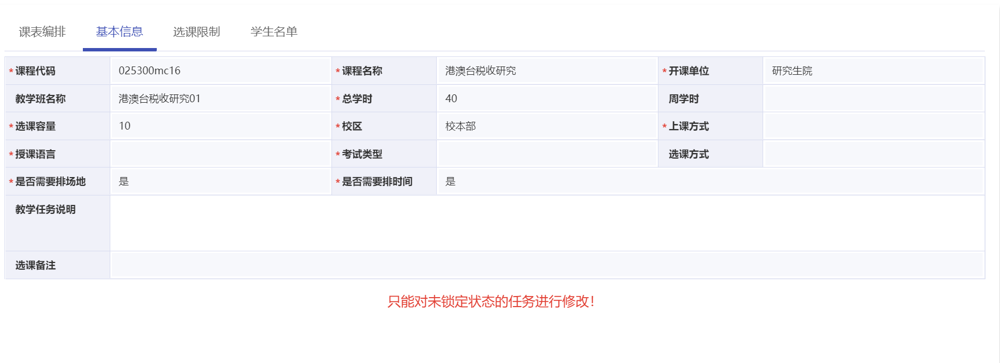 课表编排 基本信息 选课限制 学生名单
*课程代码 025300mc16 *课程名称 港澳台税收研究 *开课单位 研究生院
教学班名称 港澳台税收研究01 *总学时 40 周学时
*选课容量 10 *校区 校本部 *上课方式
*授课语言 *考试类型 选课方式
*是否需要排场地 是 *是否需要排时间 是
教学任务说明
选课备注
只能对未锁定状态的任务进行修改!